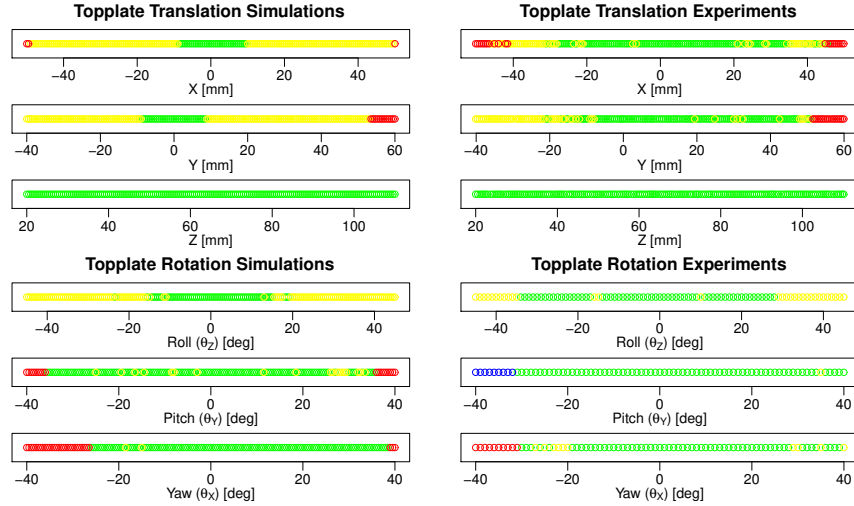 Topplate Translation Simulations
−40 −20 0 20 40
X [mm]
−40 −20 0 20 40 60
Y [mm]
20 40 60 80 100
Z [mm]
Topplate Translation Experiments
−40 −20 0 20 40
X [mm]
−40 −20 0 20 40 60
Y [mm]
20 40 60 80 100
Z [mm]
Topplate Rotation Simulations
−40 −20 0 20 40
Roll (θZ) [deg]
−40 −20 0 20 40
Pitch (θY) [deg]
−40 −20 0 20 40
Yaw (θX) [deg]
Topplate Rotation Experiments
−40 −20 0 20 40
Roll (θZ) [deg]
−40 −20 0 20 40
Pitch (θY) [deg]
−40 −20 0 20 40
Yaw (θX) [deg]